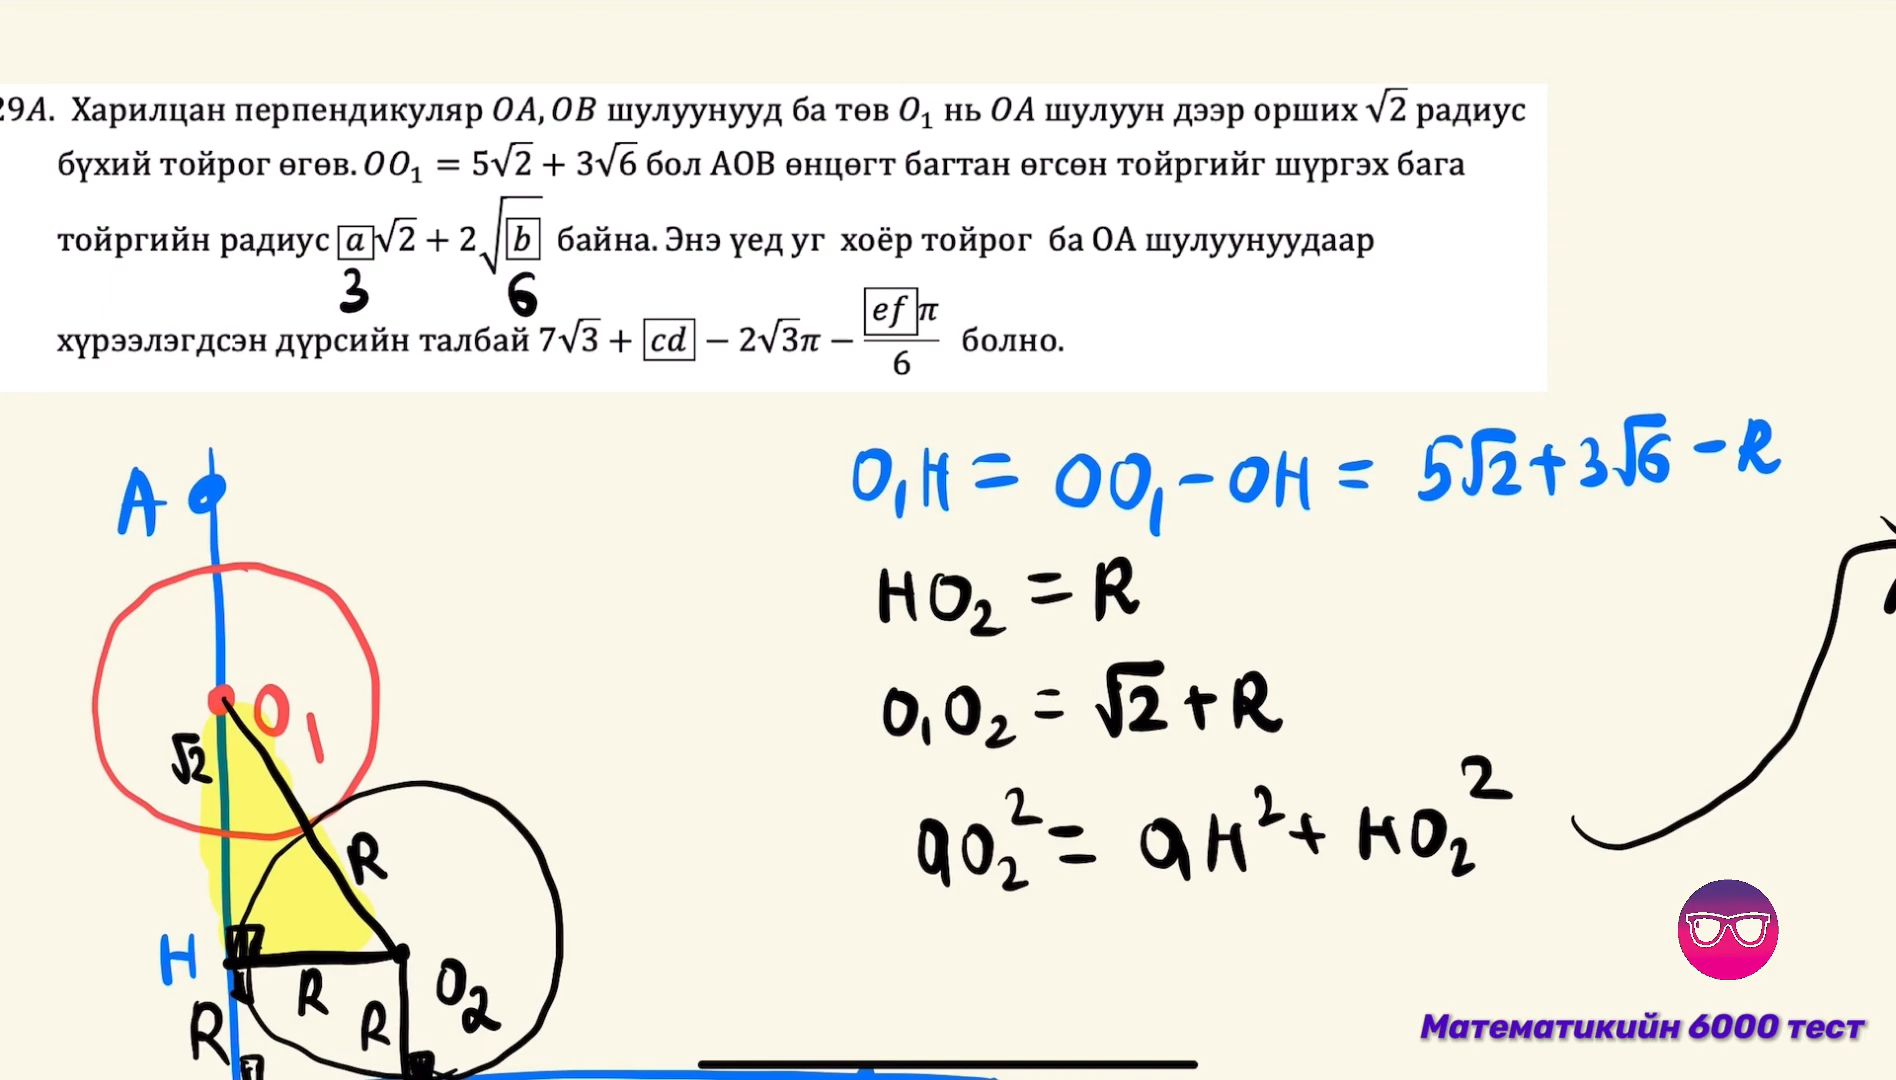 29A. Харилцан перпендикуляр OA, OB шулуунууд ба төв O₁ нь OA шулуун дээр орших √2 радиус
бүхий тойрог өгөв. OO₁ = 5√2 + 3√6 бол AOB өнцөгт багтан өгсөн тойргийг шүргэх бага
тойргийн радиус a√2 + 2√b байна. Энэ үед уг хоёр тойрог ба OA шулуунуудаар
3 6
хүрээлэгдсэн дүрсийн талбай 7√3 + cd − 2√3π − efπ/6 болно.
O₁H = OO₁ - OH = 5√2 + 3√6 - R
A
HO₂ = R
O₁
O₁O₂ = √2 + R
√2
O₁O₂² = O₁H² + HO₂²
R
H
R
O₂
R
R
Математикийн 6000 тест